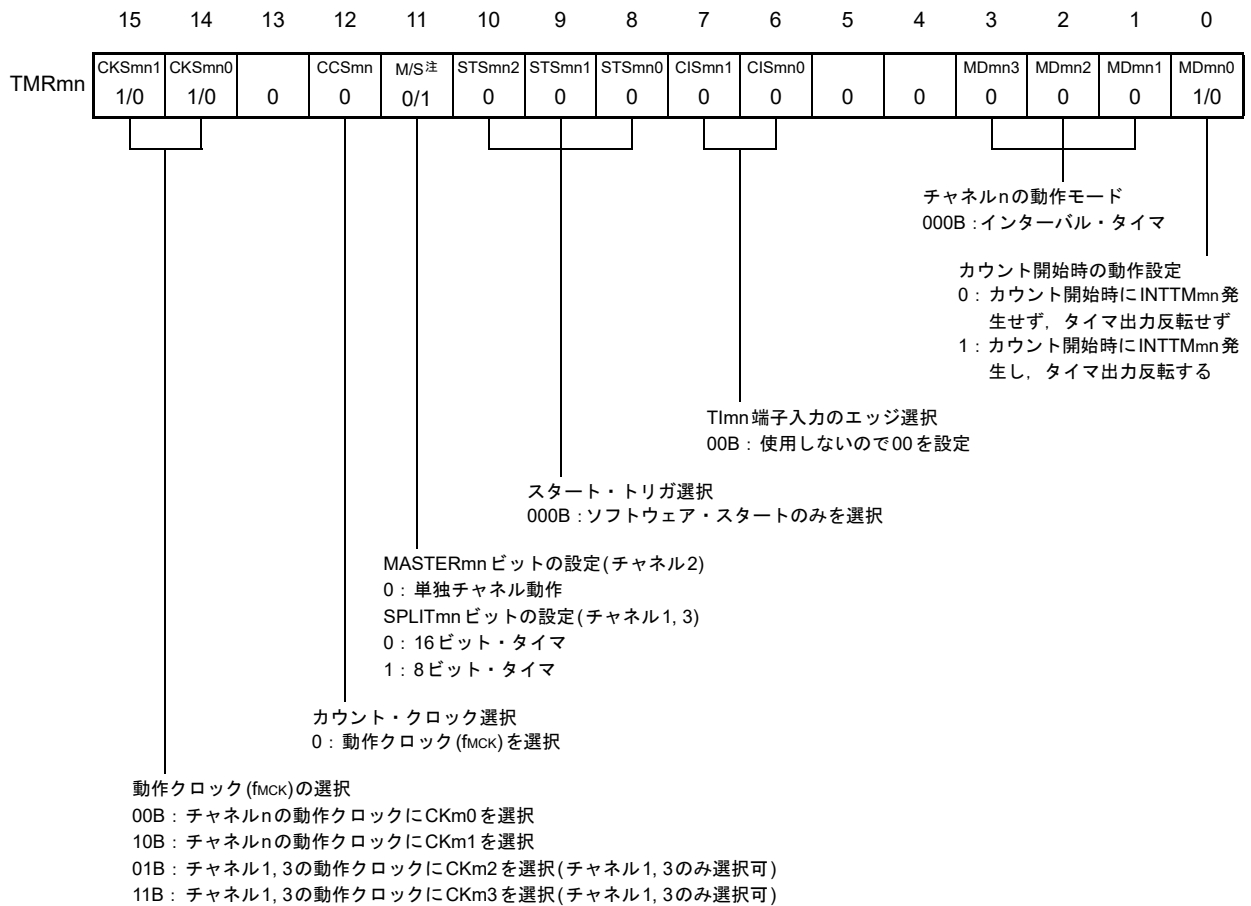 15 14 13 12 11 10 9 8 7 6 5 4 3 2 1 0
TMRmn
CKSmn1 CKSmn0 CCSmn M/S注 STSmn2 STSmn1 STSmn0 CISmn1 CISmn0 MDmn3 MDmn2 MDmn1 MDmn0
1/0 1/0 0 0 0/1 0 0 0 0 0 0 0 0 0 0 1/0
チャネルnの動作モード
000B：インターバル・タイマ
カウント開始時の動作設定
0：カウント開始時にINTTMmn発
生せず，タイマ出力反転せず
1：カウント開始時にINTTMmn発
生し，タイマ出力反転する
TImn端子入力のエッジ選択
00B：使用しないので00を設定
スタート・トリガ選択
000B：ソフトウェア・スタートのみを選択
MASTERmnビットの設定(チャネル2)
0：単独チャネル動作
SPLITmnビットの設定(チャネル1, 3)
0：16ビット・タイマ
1：8ビット・タイマ
カウント・クロック選択
0：動作クロック(fMCK)を選択
動作クロック(fMCK)の選択
00B：チャネルnの動作クロックにCKm0を選択
10B：チャネルnの動作クロックにCKm1を選択
01B：チャネル1, 3の動作クロックにCKm2を選択(チャネル1, 3のみ選択可)
11B：チャネル1, 3の動作クロックにCKm3を選択(チャネル1, 3のみ選択可)